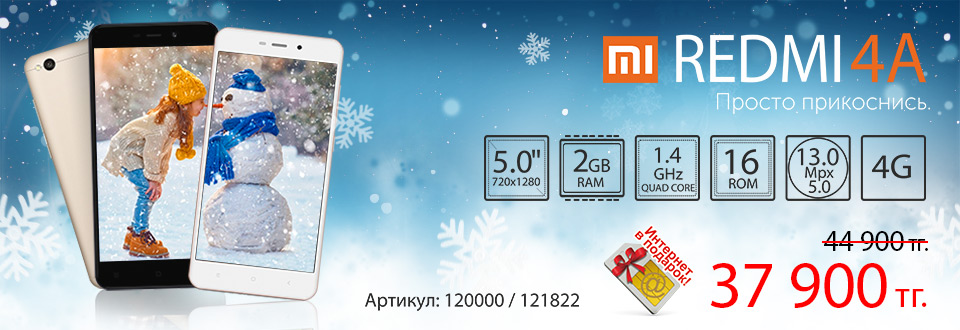 mi REDMI 4A
Просто прикоснись.
5.0"
720x1280
2GB
RAM
1.4
GHz
QUAD CORE
16
ROM
13.0
Mpx
5.0
4G
Интернет
в подарок!
@
44 900 тг.
37 900 тг.
Артикул: 120000 / 121822